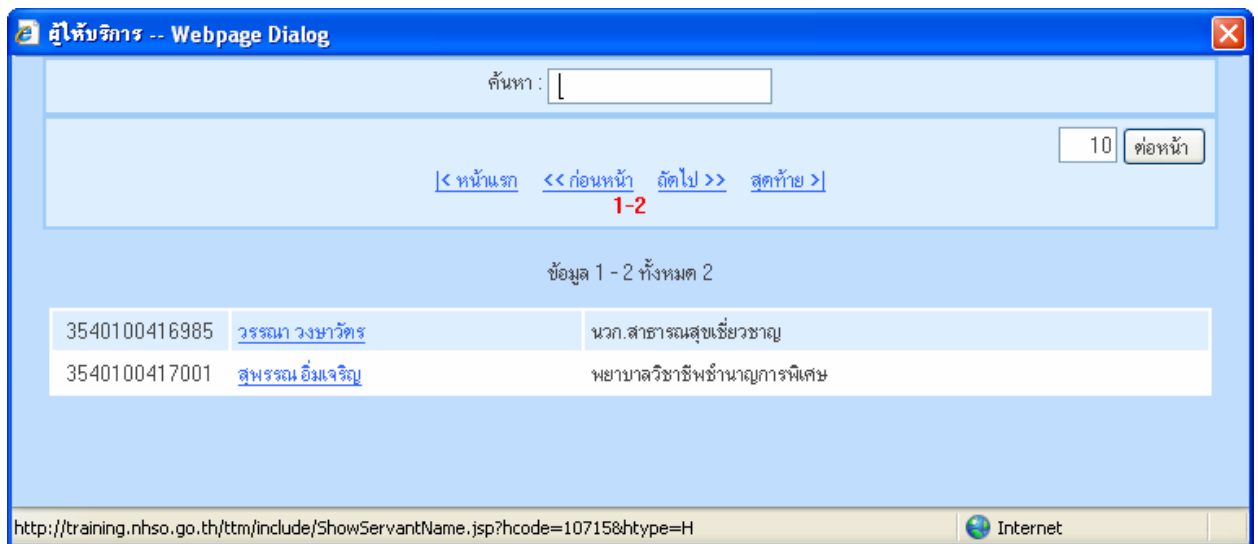 ผู้ให้บริการ -- Webpage Dialog
ค้นหา :
10 ต่อหน้า
|< หน้าแรก << ก่อนหน้า ถัดไป >> สุดท้าย >|
1-2
ข้อมูล 1 - 2 ทั้งหมด 2
3540100416985 วรรณา วงษาวัตร นวก.สาธารณสุขเชี่ยวชาญ
3540100417001 สุพรรณ อิ่มเจริญ พยาบาลวิชาชีพชำนาญการพิเศษ
http://training.nhso.go.th/ttm/include/ShowServantName.jsp?hcode=10715&htype=H Internet